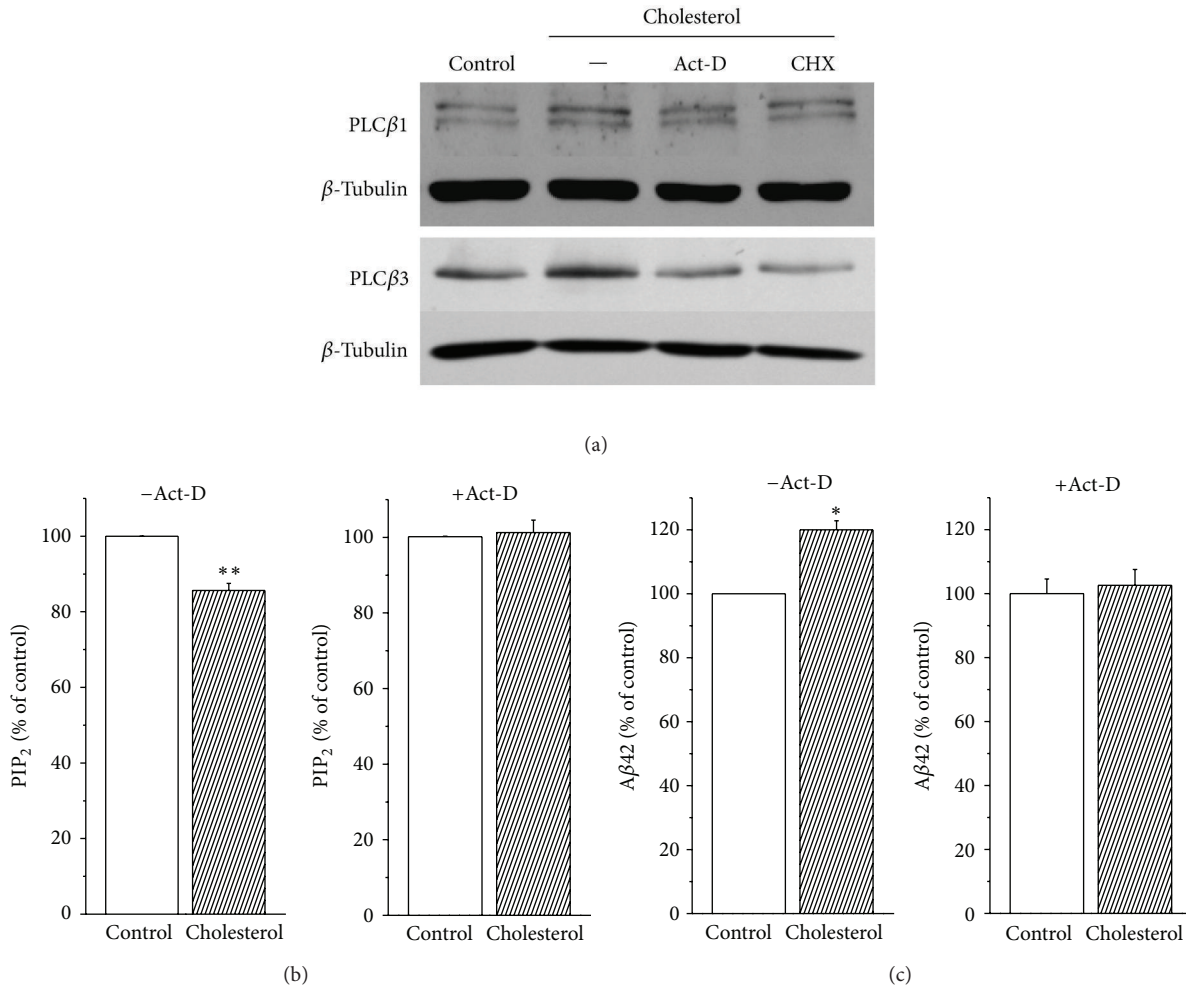 Cholesterol
Control — Act-D CHX
PLCβ1
β-Tubulin
PLCβ3
β-Tubulin
(a)
−Act-D
PIP₂ (% of control)
100
80
60
40
20
0
**
Control Cholesterol
+Act-D
PIP₂ (% of control)
100
80
60
40
20
0
Control Cholesterol
(b)
−Act-D
Aβ42 (% of control)
120
100
80
60
40
20
0
*
Control Cholesterol
+Act-D
Aβ42 (% of control)
120
100
80
60
40
20
0
Control Cholesterol
(c)